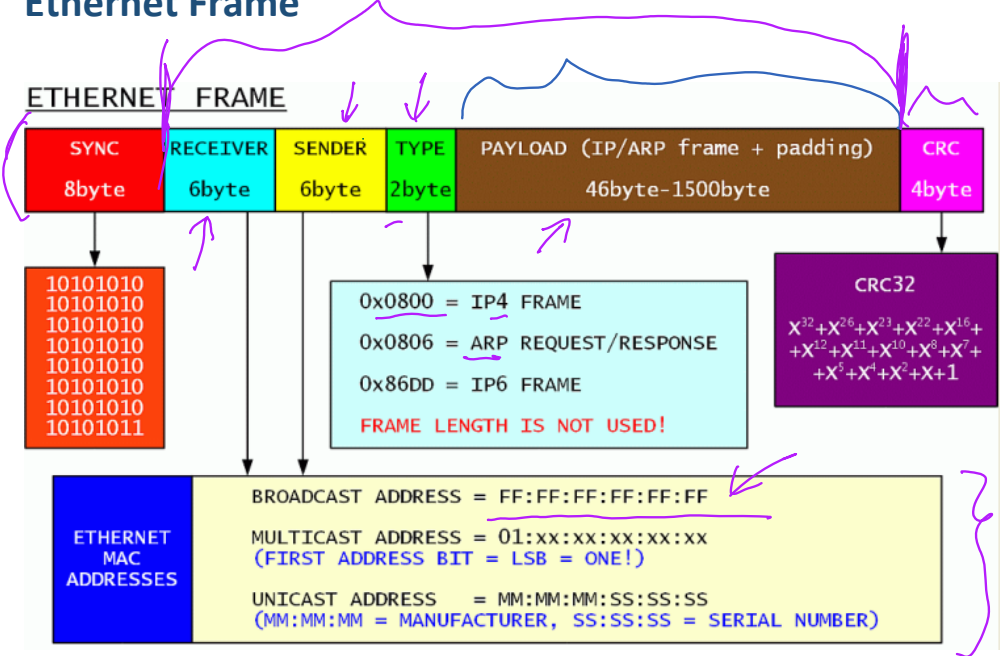 Ethernet Frame
ETHERNET FRAME
SYNC RECEIVER SENDER TYPE PAYLOAD (IP/ARP frame + padding) CRC
8byte 6byte 6byte 2byte 46byte-1500byte 4byte
10101010
10101010
10101010
10101010
10101010
10101010
10101010
10101011
0x0800 = IP4 FRAME
0x0806 = ARP REQUEST/RESPONSE
0x86DD = IP6 FRAME
FRAME LENGTH IS NOT USED!
CRC32
X³²+X²⁶+X²³+X²²+X¹⁶+
+X¹²+X¹¹+X¹⁰+X⁸+X⁷+
+X⁵+X⁴+X²+X+1
ETHERNET
MAC
ADDRESSES
BROADCAST ADDRESS = FF:FF:FF:FF:FF:FF
MULTICAST ADDRESS = 01:xx:xx:xx:xx:xx
(FIRST ADDRESS BIT = LSB = ONE!)
UNICAST ADDRESS = MM:MM:MM:SS:SS:SS
(MM:MM:MM = MANUFACTURER, SS:SS:SS = SERIAL NUMBER)